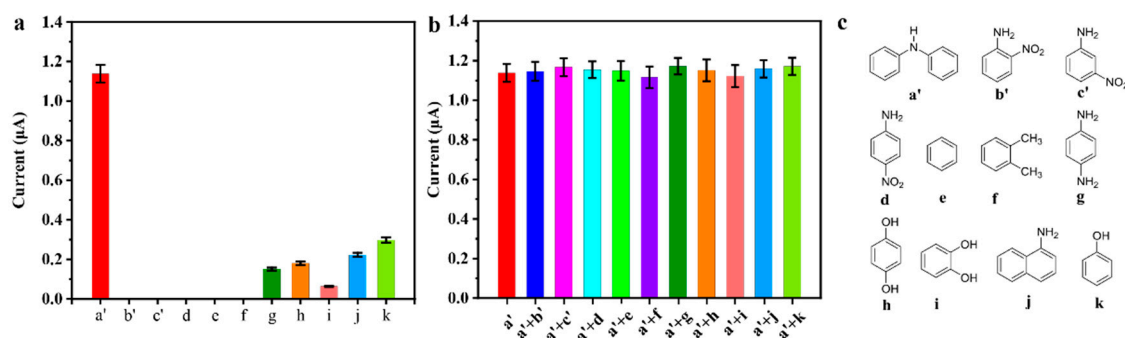 a
Current (μA)
1.4
1.2
1.0
0.8
0.6
0.4
0.2
0.0
a' b' c' d e f g h i j k
b
Current (μA)
1.4
1.2
1.0
0.8
0.6
0.4
0.2
0.0
a' a'+b' a'+c' a'+d a'+e a'+f a'+g a'+h a'+i a'+j a'+k
c
H
N
a'
NH2
NO2
b'
NH2
NO2
c'
NH2
NO2
d
e
CH3
CH3
f
NH2
NH2
g
OH
OH
h
OH
OH
i
NH2
j
OH
k